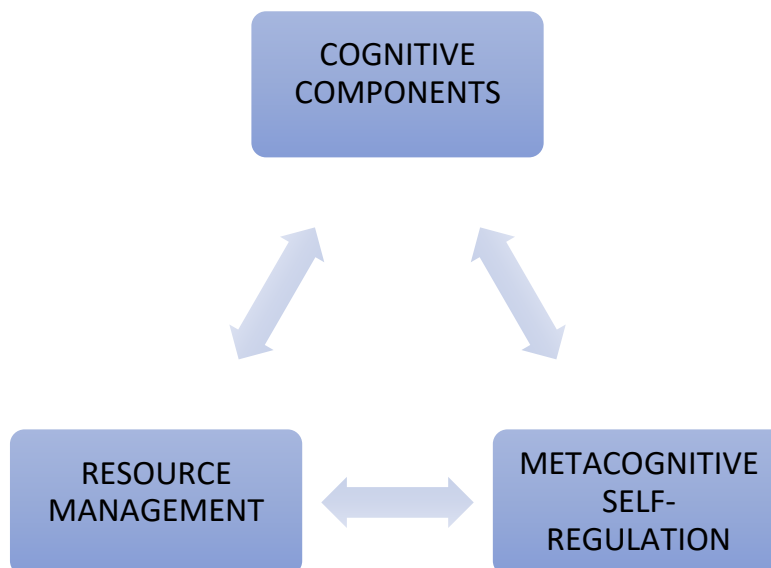 COGNITIVE
COMPONENTS
RESOURCE
MANAGEMENT
METACOGNITIVE
SELF-
REGULATION